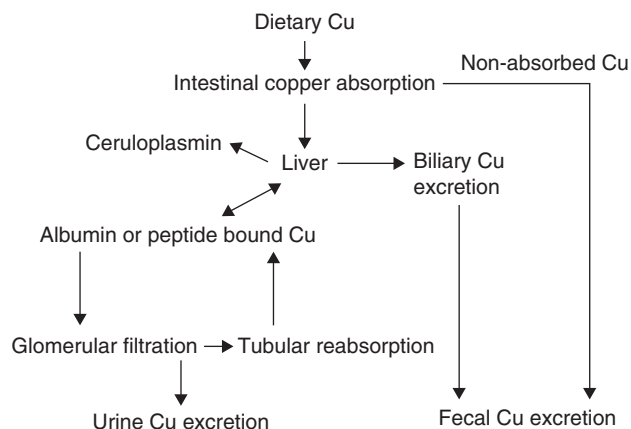 Dietary Cu
Non-absorbed Cu
Intestinal copper absorption
Ceruloplasmin
Liver
Biliary Cu
excretion
Albumin or peptide bound Cu
Glomerular filtration
Tubular reabsorption
Urine Cu excretion
Fecal Cu excretion